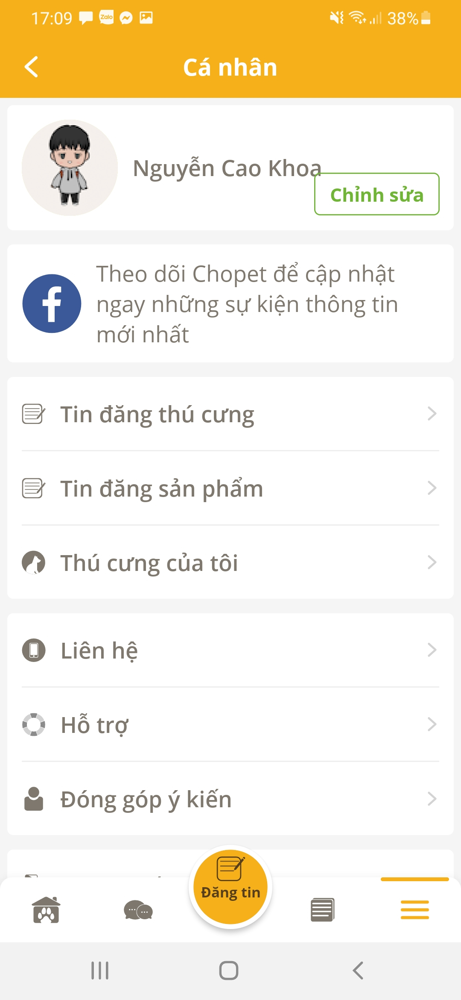 17:09
Zalo
38%
Cá nhân
Nguyễn Cao Khoa
Chỉnh sửa
Theo dõi Chopet để cập nhật
ngay những sự kiện thông tin
mới nhất
Tin đăng thú cưng
Tin đăng sản phẩm
Thú cưng của tôi
Liên hệ
Hỗ trợ
Đóng góp ý kiến
Đăng tin